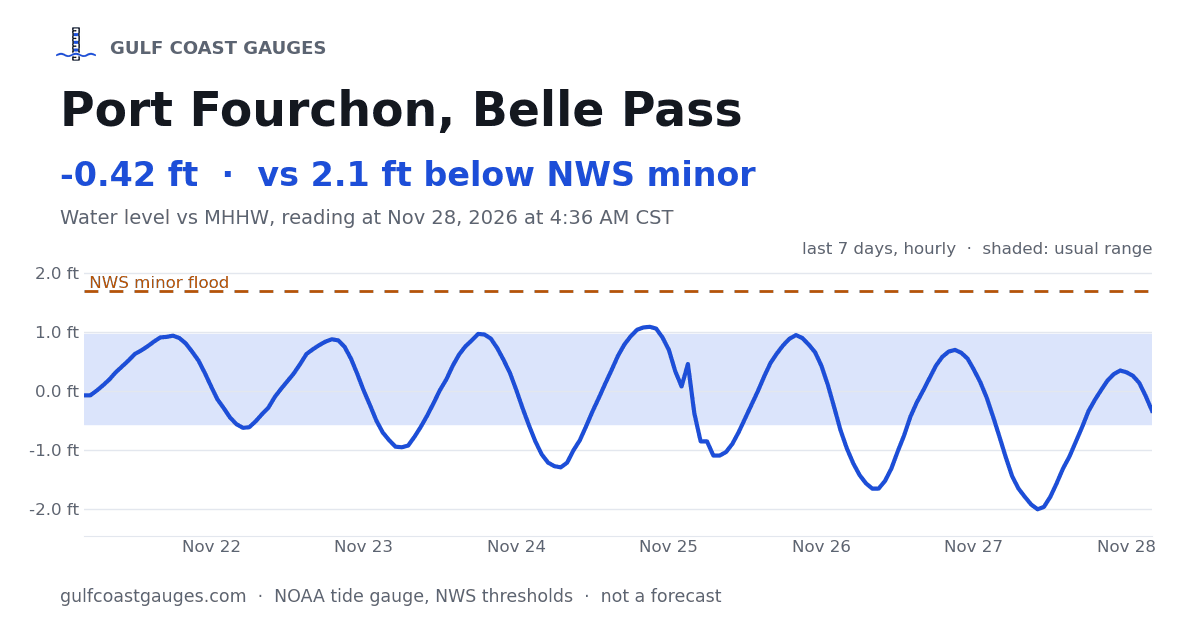 GULF COAST GAUGES
Port Fourchon, Belle Pass
-0.42 ft · vs 2.1 ft below NWS minor
Water level vs MHHW, reading at Nov 28, 2026 at 4:36 AM CST
last 7 days, hourly · shaded: usual range
2.0 ft
NWS minor flood
1.0 ft
0.0 ft
-1.0 ft
-2.0 ft
Nov 22 Nov 23 Nov 24 Nov 25 Nov 26 Nov 27 Nov 28
gulfcoastgauges.com · NOAA tide gauge, NWS thresholds · not a forecast